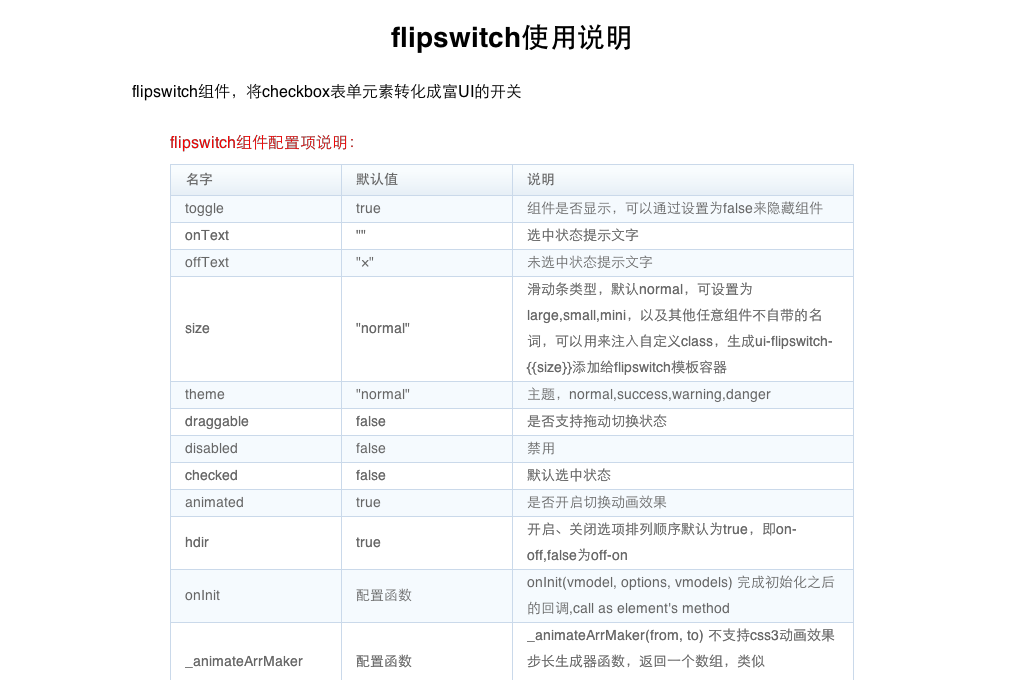 flipswitch使用说明
flipswitch组件，将checkbox表单元素转化成富UI的开关
flipswitch组件配置项说明：
名字 默认值 说明
toggle true 组件是否显示，可以通过设置为false来隐藏组件
onText "" 选中状态提示文字
offText "×" 未选中状态提示文字
size "normal" 滑动条类型，默认normal，可设置为
large,small,mini，以及其他任意组件不自带的名
词，可以用来注入自定义class，生成ui-flipswitch-
{{size}}添加给flipswitch模板容器
theme "normal" 主题，normal,success,warning,danger
draggable false 是否支持拖动切换状态
disabled false 禁用
checked false 默认选中状态
animated true 是否开启切换动画效果
hdir true 开启、关闭选项排列顺序默认为true，即on-
off,false为off-on
onInit 配置函数 onInit(vmodel, options, vmodels) 完成初始化之后
的回调,call as element's method
_animateArrMaker 配置函数 _animateArrMaker(from, to) 不支持css3动画效果
步长生成器函数，返回一个数组，类似